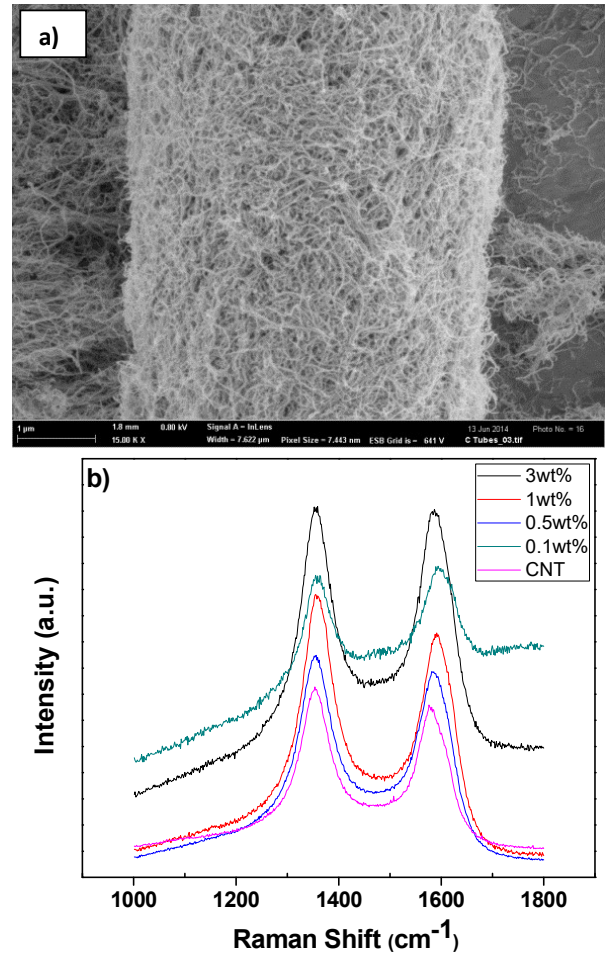 a)
1 µm
1.8 mm 0.00 kV Signal A = InLens 13 Jun 2014 Photo No. = 16
15.00 K X Width = 7.622 µm Pixel Size = 7.443 nm ESB Grid is = 641 V C Tubes_03.tif
b)
3wt%
1wt%
0.5wt%
0.1wt%
CNT
Intensity (a.u.)
1000 1200 1400 1600 1800
Raman Shift (cm⁻¹)